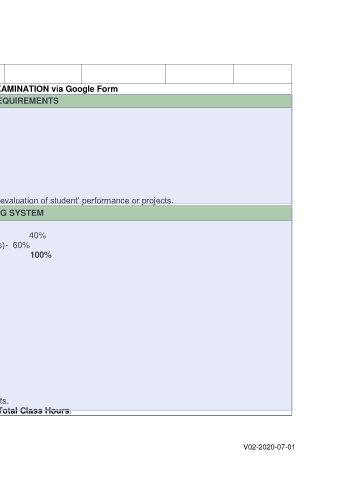 AMINATION via Google Form
EQUIREMENTS
evaluation of student' performance or projects.
G SYSTEM
40%
s)- 60%
100%
ts.
Total Class Hours.
V02-2020-07-01